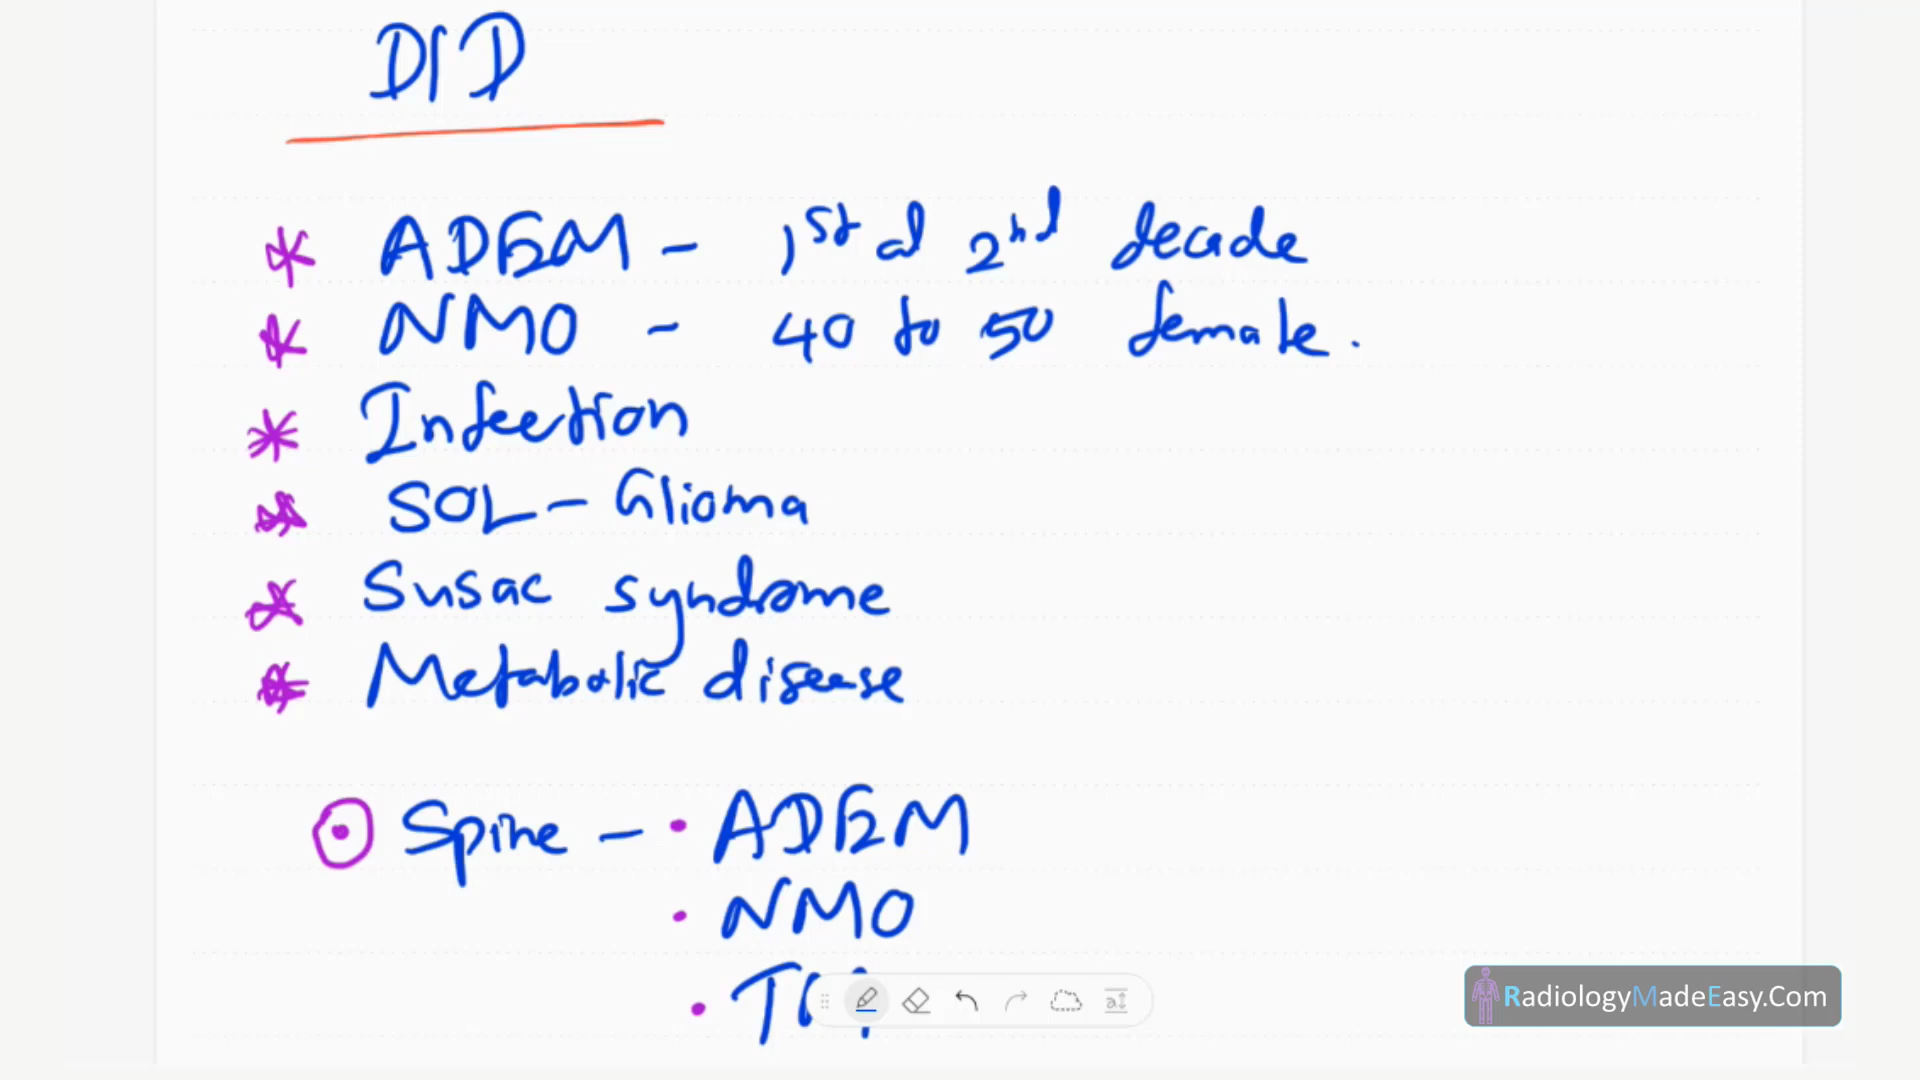 D/D
* ADEM - 1st al 2nd decade
* NMO - 40 to 50 female.
* Infection
* SOL - Glioma
* Susac syndrome
* Metabolic disease
Spine - • ADEM
• NMO
RadiologyMadeEasy.Com